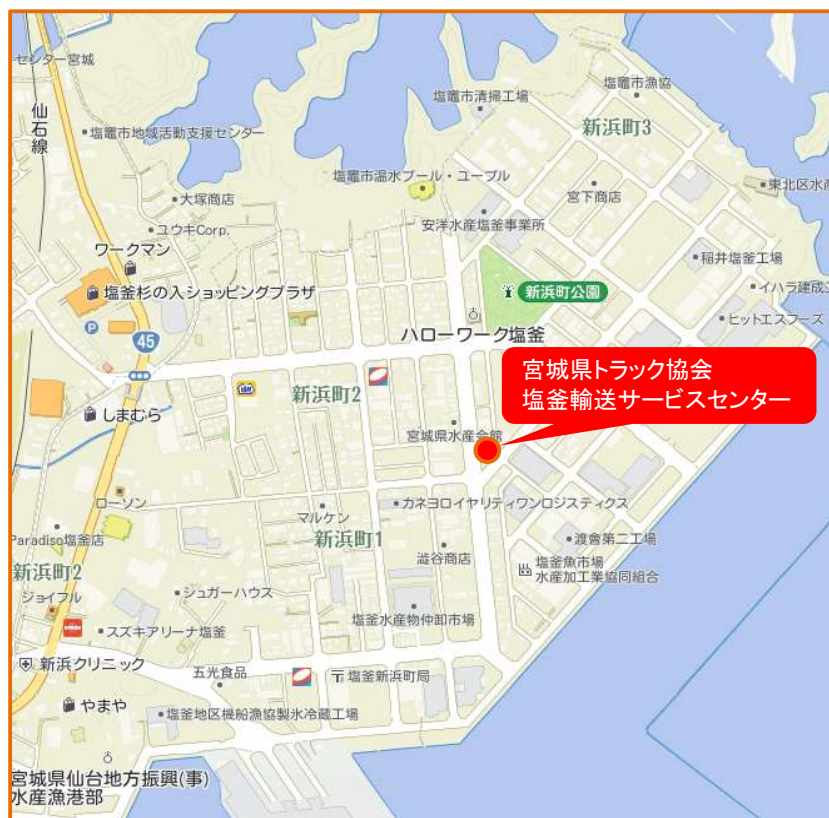 センター宮城
仙石線
塩竈市地域活動支援センター
塩竈市清掃工場
塩竈市漁協
新浜町3
塩竈市温水プール・ユープル
大塚商店
宮下商店
東北区水産
ユウキCorp.
安洋水産塩釜事業所
ワークマン
稲井塩釜工場
塩釜杉の入ショッピングプラザ
新浜町公園
イハラ建成工
ヒットエスフーズ
P
45
ハローワーク塩釜
宮城県トラック協会
塩釜輸送サービスセンター
新浜町2
しまむら
宮城県水産会館
ローソン
マルケン
カネヨロイヤリティワンロジスティクス
Paradiso塩釜店
新浜町1
渡會第二工場
澁谷商店
新浜町2
塩釜魚市場
水産加工業協同組合
ジョイフル
シュガーハウス
塩釜水産物仲卸市場
スズキアリーナ塩釜
新浜クリニック
五光食品
〒塩釜新浜町局
やまや
塩釜地区機船漁協製氷冷蔵工場
宮城県仙台地方振興(事)
水産漁港部